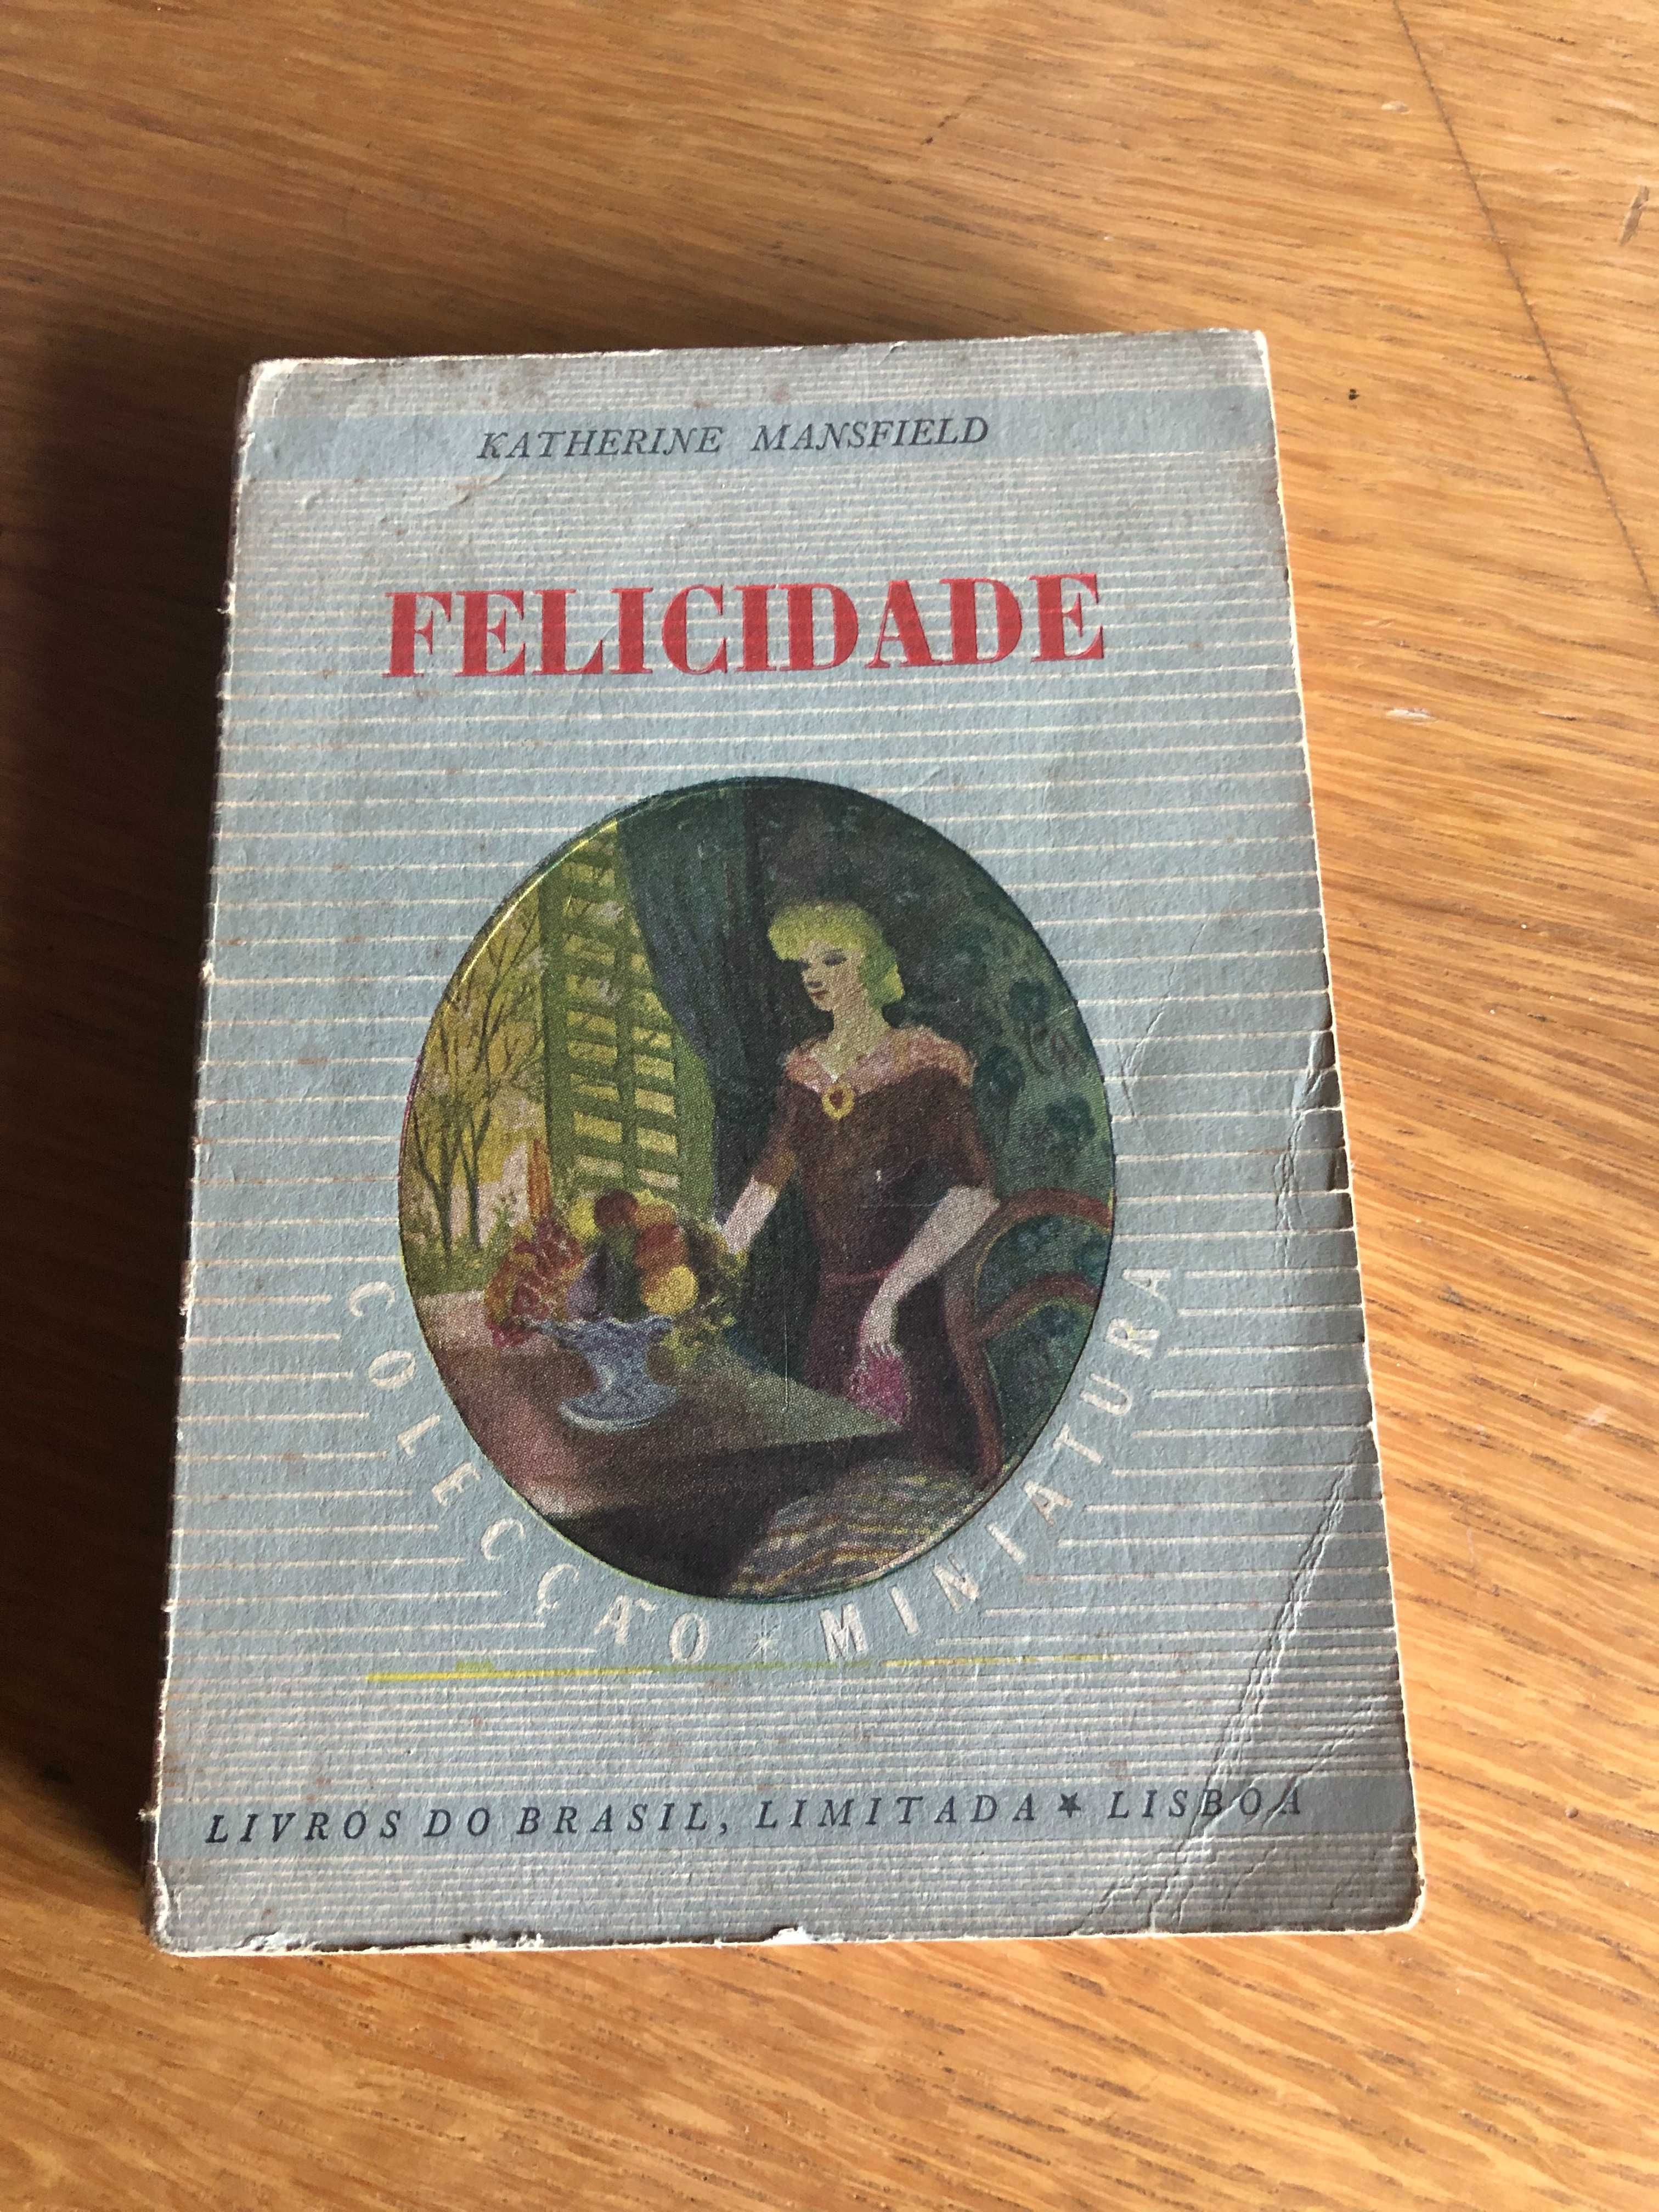 KATHERINE MANSFIELD
FELICIDADE
COLECÇÃO * MINIATURA
LIVROS DO BRASIL, LIMITADA ★ LISBOA